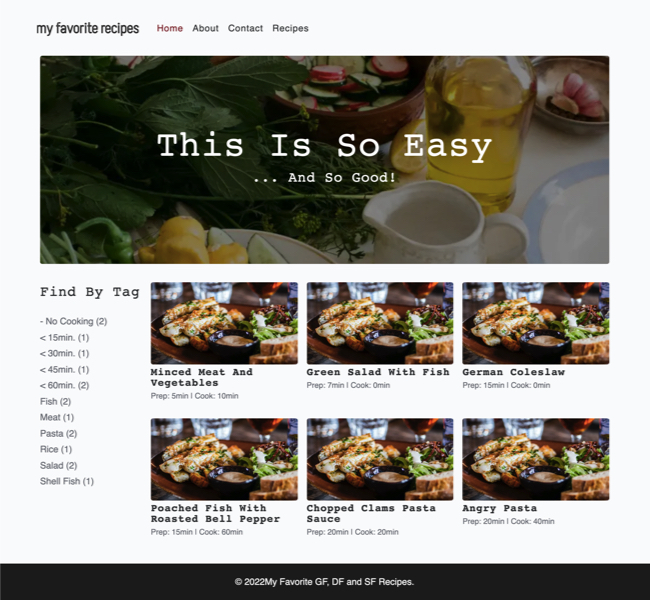 my favorite recipes
Home About Contact Recipes
This Is So Easy
... And So Good!
Find By Tag
- No Cooking (2)
< 15min. (1)
< 30min. (1)
< 45min. (1)
< 60min. (2)
Fish (2)
Meat (1)
Pasta (2)
Rice (1)
Salad (2)
Shell Fish (1)
Minced Meat And
Vegetables
Prep: 5min | Cook: 10min
Green Salad With Fish
Prep: 7min | Cook: 0min
German Coleslaw
Prep: 15min | Cook: 0min
Poached Fish With
Roasted Bell Pepper
Prep: 15min | Cook: 60min
Chopped Clams Pasta
Sauce
Prep: 20min | Cook: 20min
Angry Pasta
Prep: 20min | Cook: 40min
© 2022My Favorite GF, DF and SF Recipes.